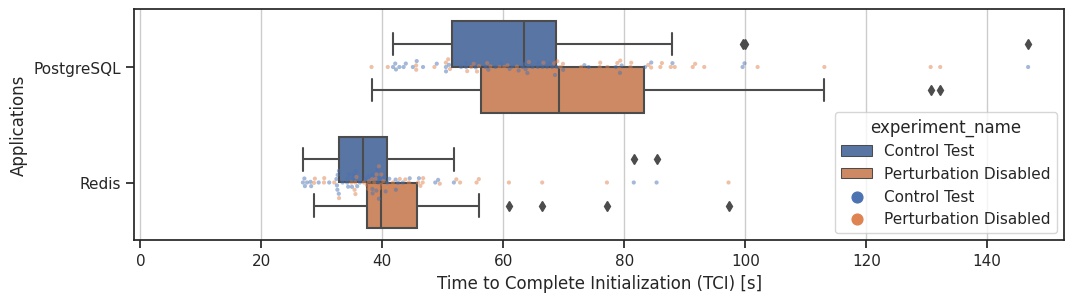 Applications
PostgreSQL
Redis
experiment_name
Control Test
Perturbation Disabled
Control Test
Perturbation Disabled
0 20 40 60 80 100 120 140
Time to Complete Initialization (TCI) [s]